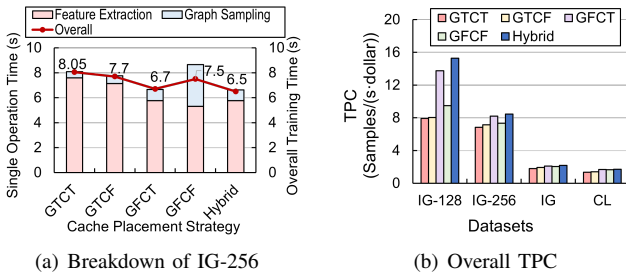 Feature Extraction Graph Sampling
Overall
Single Operation Time (s)
10
8
6
4
2
0
8.05
7.7
6.7
7.5
6.5
10
8
6
4
2
0
Overall Training Time (s)
GTCT
GTCF
GFCT
GFCF
Hybrid
Cache Placement Strategy
(a) Breakdown of IG-256
GTCT GTCF GFCT
GFCF Hybrid
TPC
(Samples/(s·dollar))
20
16
12
8
4
0
IG-128 IG-256 IG CL
Datasets
(b) Overall TPC